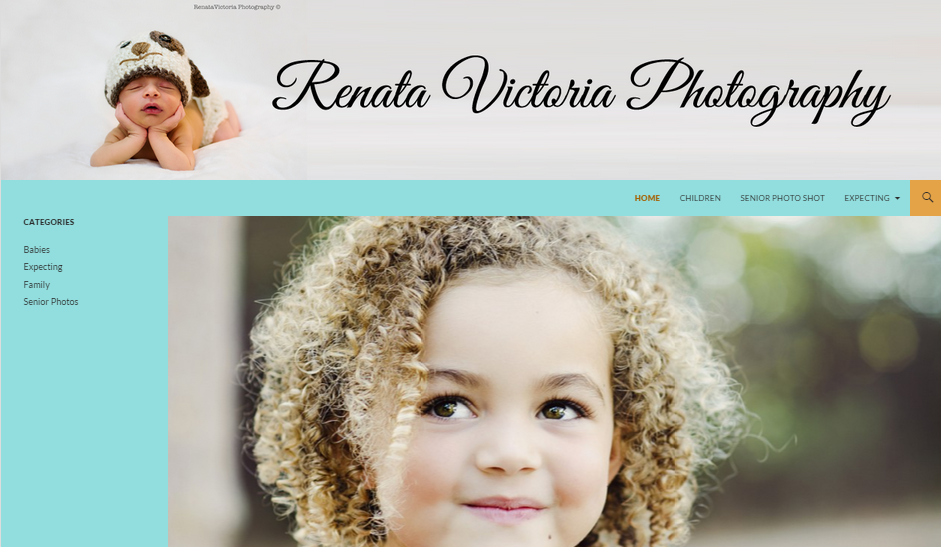 RenataVictoria Photography ©
Renata Victoria Photography
HOME CHILDREN SENIOR PHOTO SHOT EXPECTING
CATEGORIES
Babies
Expecting
Family
Senior Photos